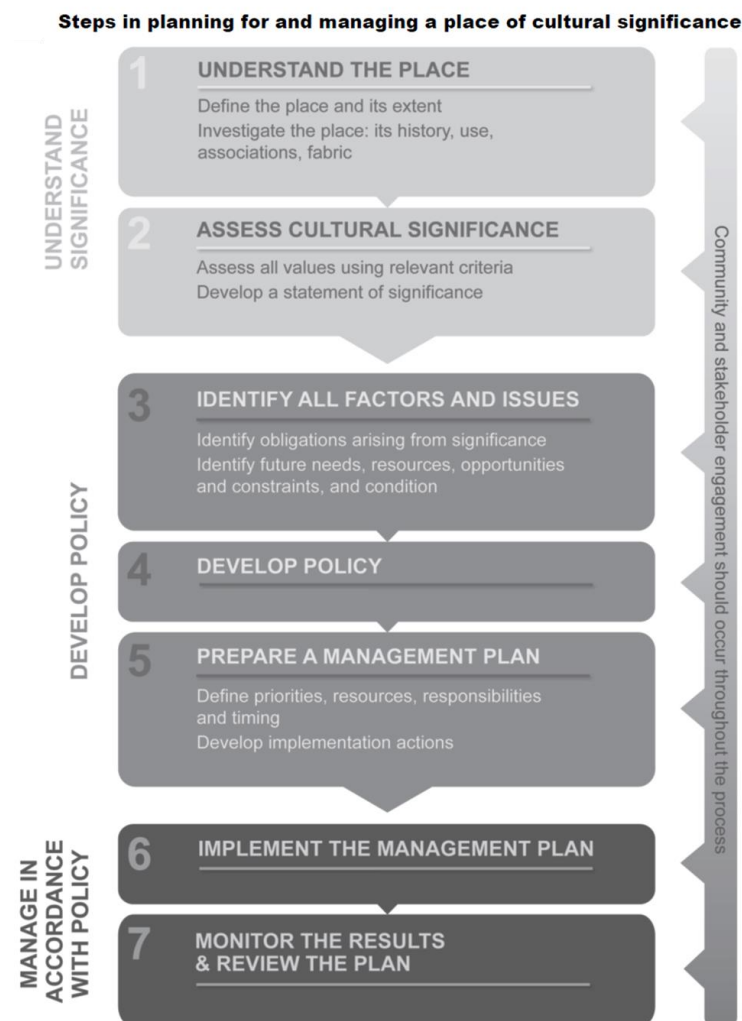 Steps in planning for and managing a place of cultural significance
UNDERSTAND
SIGNIFICANCE
1
UNDERSTAND THE PLACE
Define the place and its extent
Investigate the place: its history, use,
associations, fabric
2
ASSESS CULTURAL SIGNIFICANCE
Assess all values using relevant criteria
Develop a statement of significance
DEVELOP POLICY
3
IDENTIFY ALL FACTORS AND ISSUES
Identify obligations arising from significance
Identify future needs, resources, opportunities
and constraints, and condition
4
DEVELOP POLICY
5
PREPARE A MANAGEMENT PLAN
Define priorities, resources, responsibilities
and timing
Develop implementation actions
MANAGE IN
ACCORDANCE
WITH POLICY
6
IMPLEMENT THE MANAGEMENT PLAN
7
MONITOR THE RESULTS
& REVIEW THE PLAN
Community and stakeholder engagement should occur throughout the process